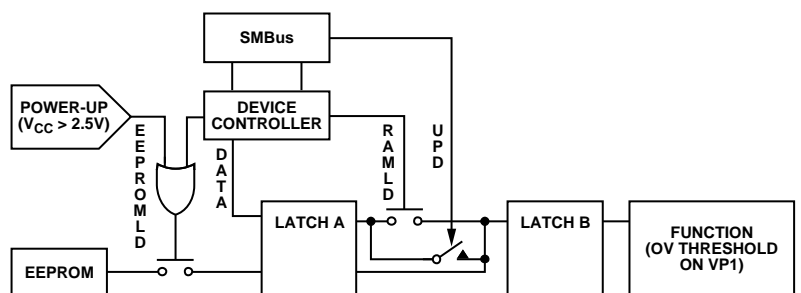 SMBus
POWER-UP
(VCC > 2.5V)
DEVICE
CONTROLLER
EEPROMLD
DATA
RAMLD
UPD
LATCH A
LATCH B
FUNCTION
(OV THRESHOLD
ON VP1)
EEPROM